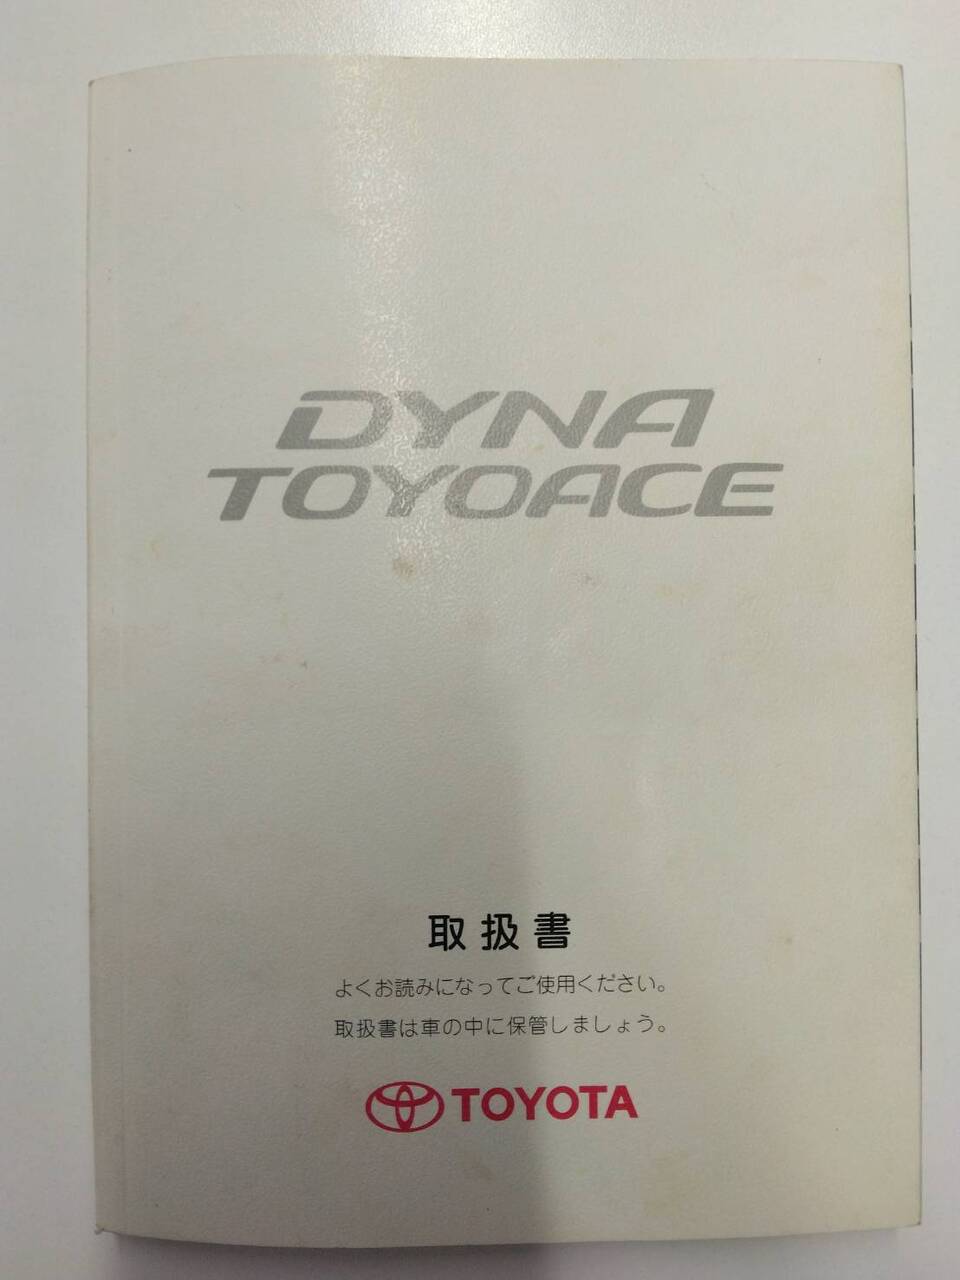 DYNA
TOYOACE
取扱書
よくお読みになってご使用ください。
取扱書は車の中に保管しましょう。
TOYOTA